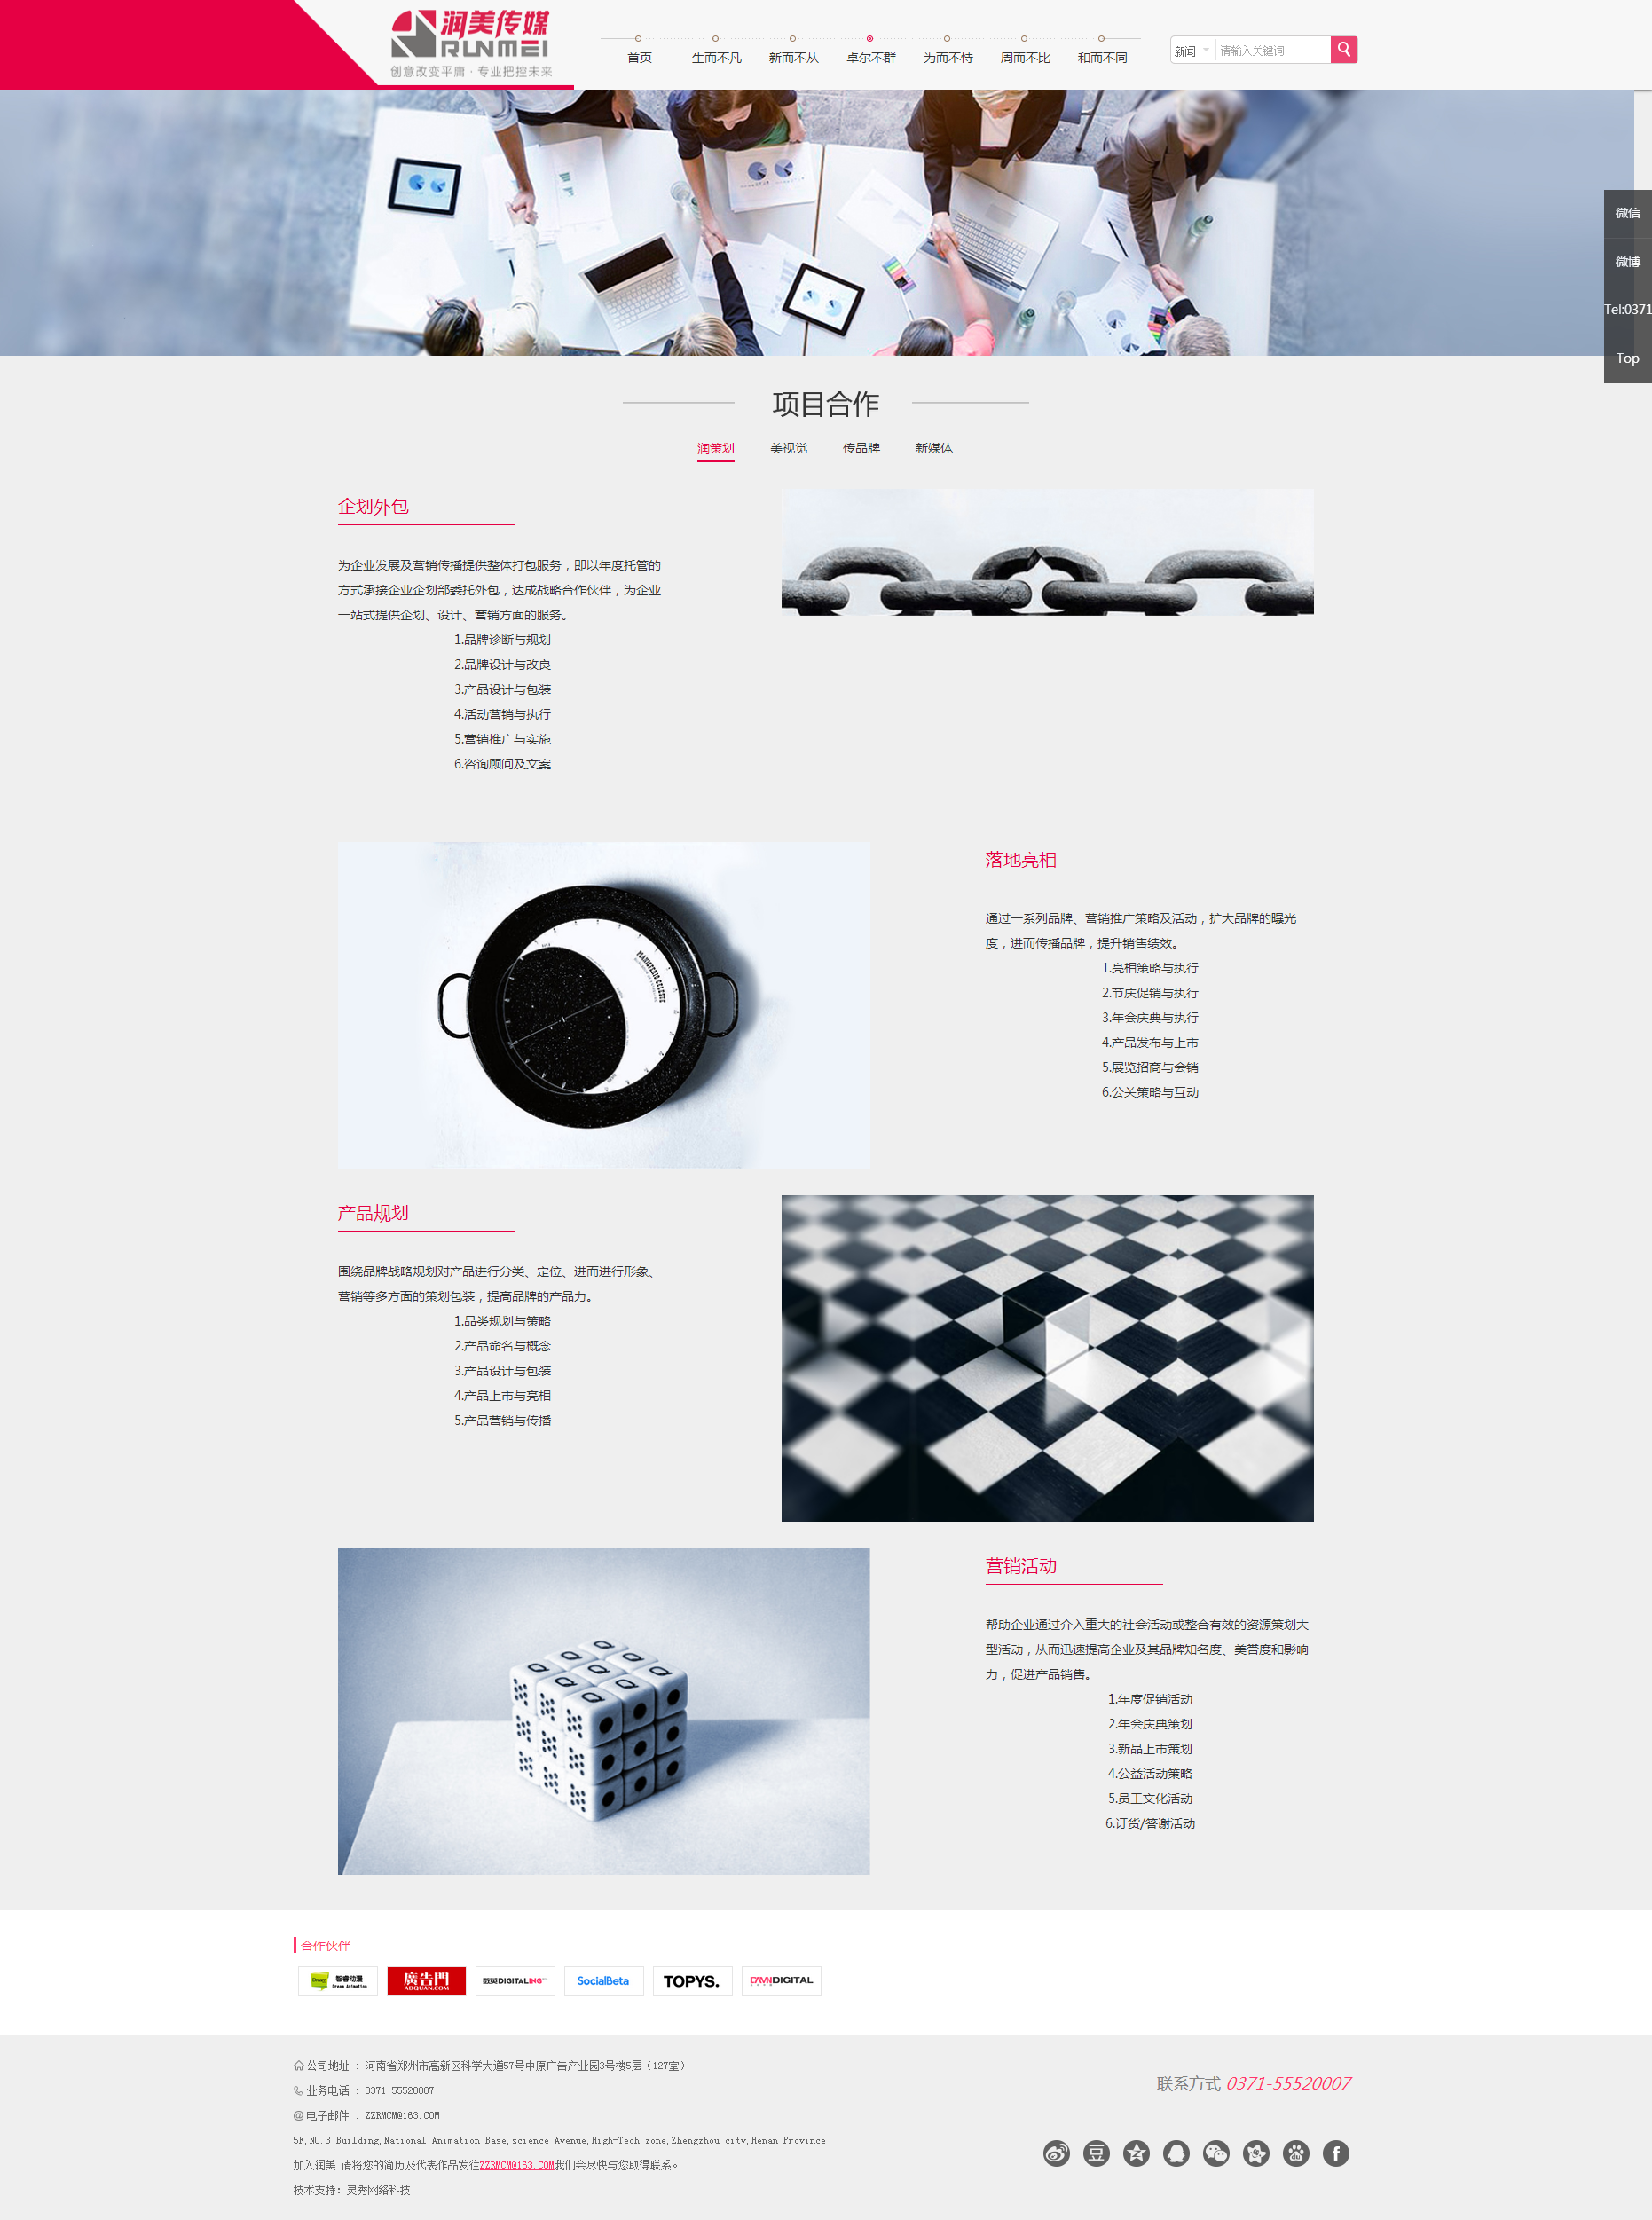 润美传媒
RUNMEI
创意改变平庸·专业把控未来
首页 生而不凡 新而不从 卓尔不群 为而不恃 周而不比 和而不同
新闻 请输入关键词
微信
微博
Tel:0371
Top
项目合作
润策划 美视觉 传品牌 新媒体
企划外包
为企业发展及营销传播提供整体打包服务，即以年度托管的
方式承接企业企划部委托外包，达成战略合作伙伴，为企业
一站式提供企划、设计、营销方面的服务。
1.品牌诊断与规划
2.品牌设计与改良
3.产品设计与包装
4.活动营销与执行
5.营销推广与实施
6.咨询顾问及文案
落地亮相
通过一系列品牌、营销推广策略及活动，扩大品牌的曝光
度，进而传播品牌，提升销售绩效。
1.亮相策略与执行
2.节庆促销与执行
3.年会庆典与执行
4.产品发布与上市
5.展览招商与会销
6.公关策略与互动
产品规划
围绕品牌战略规划对产品进行分类、定位、进而进行形象、
营销等多方面的策划包装，提高品牌的产品力。
1.品类规划与策略
2.产品命名与概念
3.产品设计与包装
4.产品上市与亮相
5.产品营销与传播
营销活动
帮助企业通过介入重大的社会活动或整合有效的资源策划大
型活动，从而迅速提高企业及其品牌知名度、美誉度和影响
力，促进产品销售。
1.年度促销活动
2.年会庆典策划
3.新品上市策划
4.公益活动策略
5.员工文化活动
6.订货/答谢活动
合作伙伴
智睿动漫
Dream Animation
廣告門
ADQUAN.COM
数英DIGITALING
SocialBeta
TOPYS.
DAMNDIGITAL
公司地址 : 河南省郑州市高新区科学大道57号中原广告产业园3号楼5层（127室）
业务电话 : 0371-55520007
电子邮件 : ZZRMCM@163.COM
5F,NO.3 Building,National Animation Base,science Avenue,High-Tech zone,Zhengzhou city,Henan Province
加入润美 请将您的简历及代表作品发往ZZRMCM@163.COM我们会尽快与您取得联系。
技术支持: 灵秀网络科技
联系方式 0371-55520007